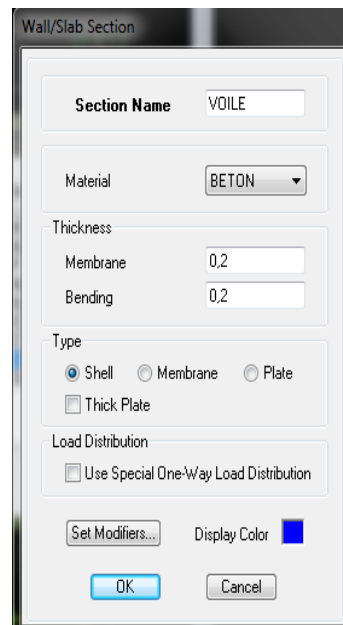 Wall/Slab Section
Section Name VOILE
Material BETON
Thickness
Membrane 0,2
Bending 0,2
Type
Shell Membrane Plate
Thick Plate
Load Distribution
Use Special One-Way Load Distribution
Set Modifiers... Display Color
OK Cancel